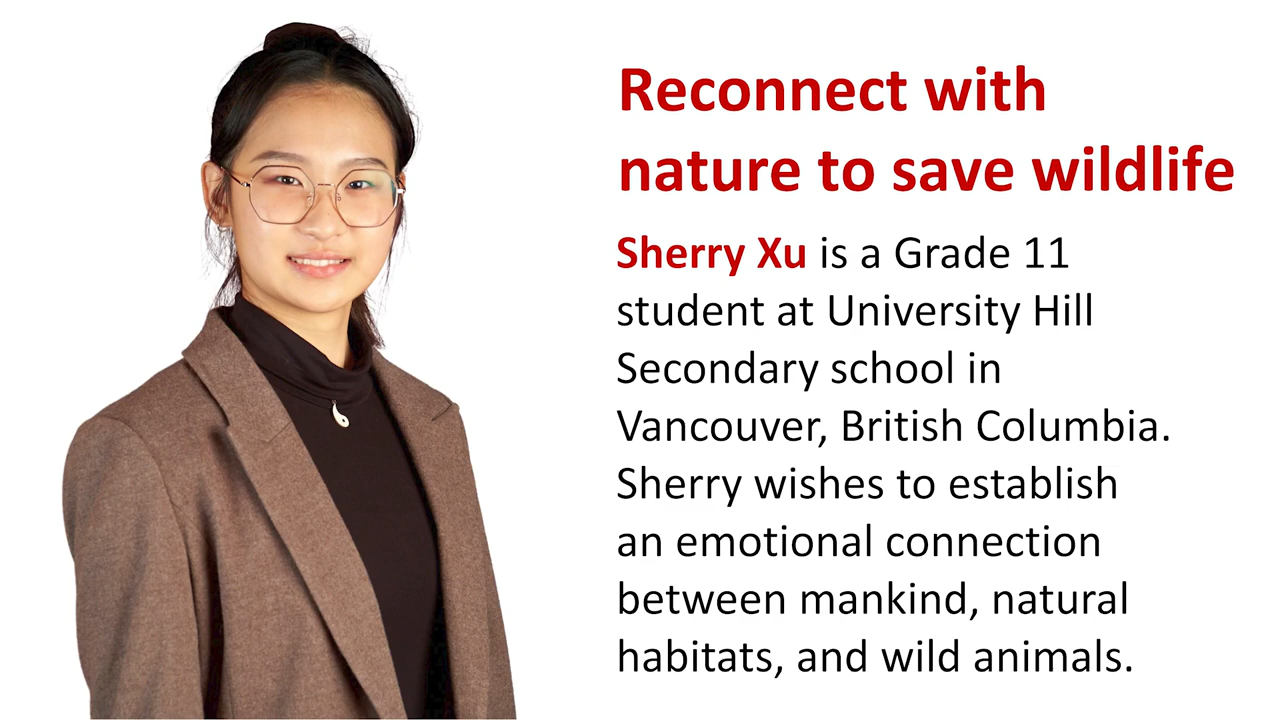 Reconnect with
nature to save wildlife
Sherry Xu is a Grade 11
student at University Hill
Secondary school in
Vancouver, British Columbia.
Sherry wishes to establish
an emotional connection
between mankind, natural
habitats, and wild animals.